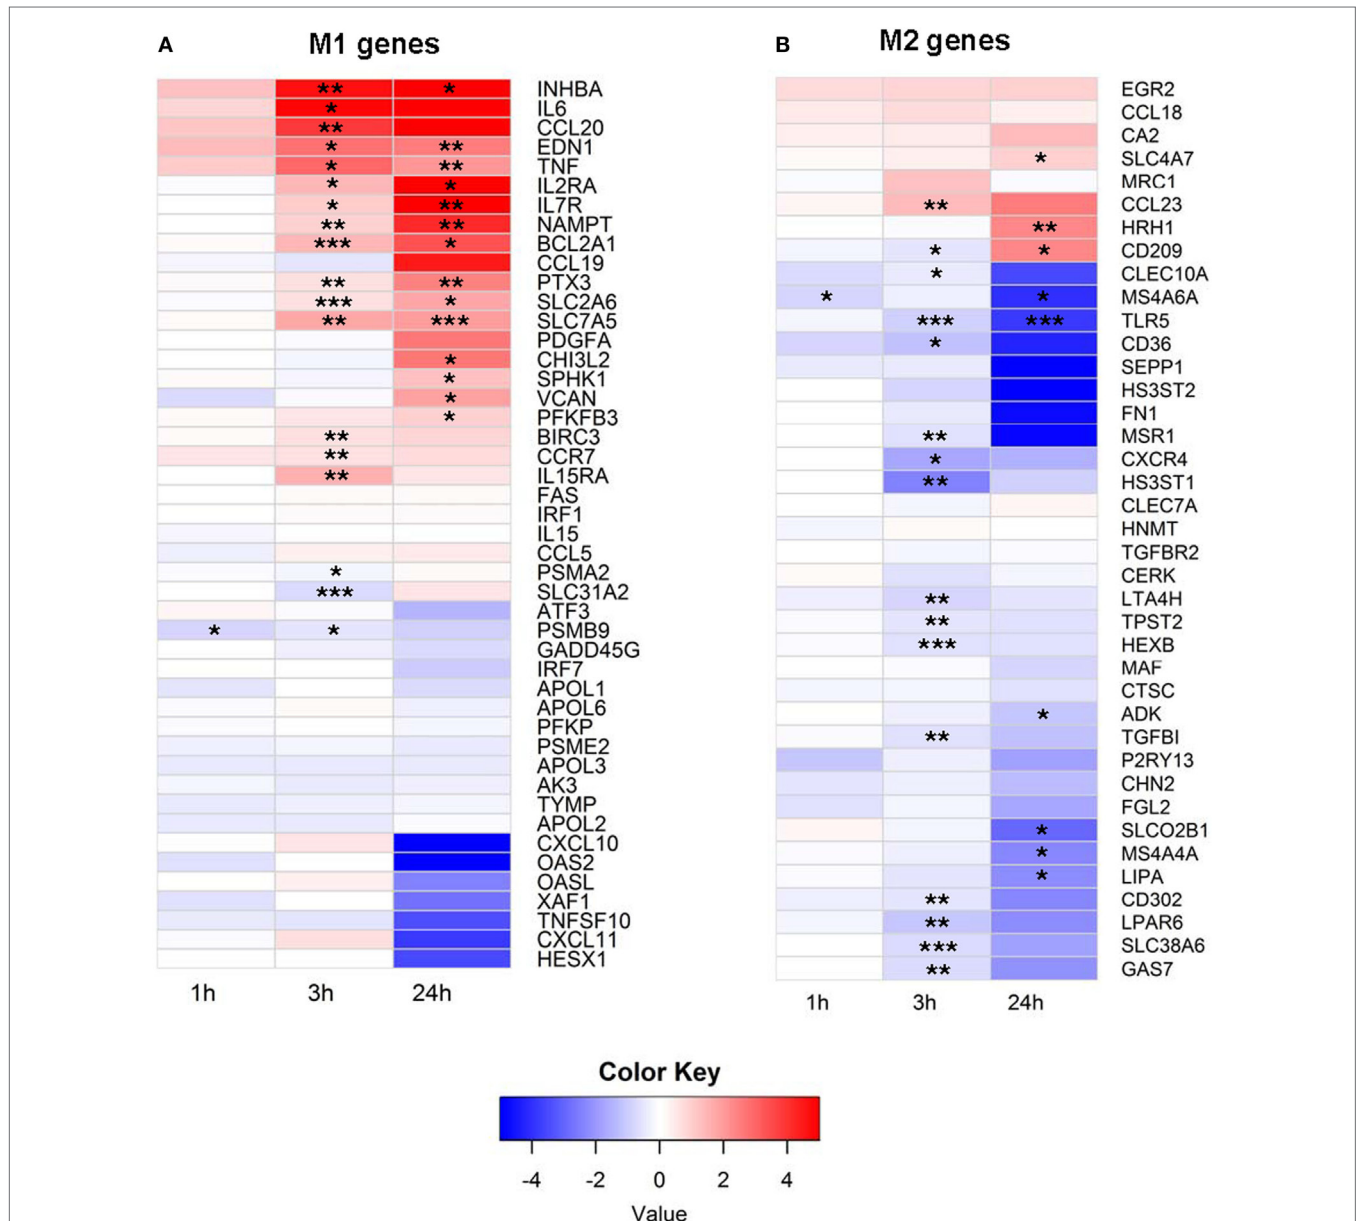 A
M1 genes
** * INHBA
* IL6
** CCL20
* ** EDN1
* ** TNF
* * IL2RA
* ** IL7R
** ** NAMPT
*** * BCL2A1
CCL19
** ** PTX3
*** * SLC2A6
** *** SLC7A5
PDGFA
* CHI3L2
* SPHK1
* VCAN
* PFKFB3
** BIRC3
** CCR7
** IL15RA
FAS
IRF1
IL15
CCL5
* PSMA2
*** SLC31A2
ATF3
* * PSMB9
GADD45G
IRF7
APOL1
APOL6
PFKP
PSME2
APOL3
AK3
TYMP
APOL2
CXCL10
OAS2
OASL
XAF1
TNFSF10
CXCL11
HESX1
1h 3h 24h
B
M2 genes
EGR2
CCL18
CA2
* SLC4A7
MRC1
** CCL23
** HRH1
* * CD209
* CLEC10A
* * MS4A6A
*** *** TLR5
* CD36
SEPP1
HS3ST2
FN1
** MSR1
* CXCR4
** HS3ST1
CLEC7A
HNMT
TGFBR2
CERK
** LTA4H
** TPST2
*** HEXB
MAF
CTSC
* ADK
** TGFBI
P2RY13
CHN2
FGL2
* SLCO2B1
* MS4A4A
* LIPA
** CD302
** LPAR6
*** SLC38A6
** GAS7
1h 3h 24h
Color Key
-4 -2 0 2 4
Value